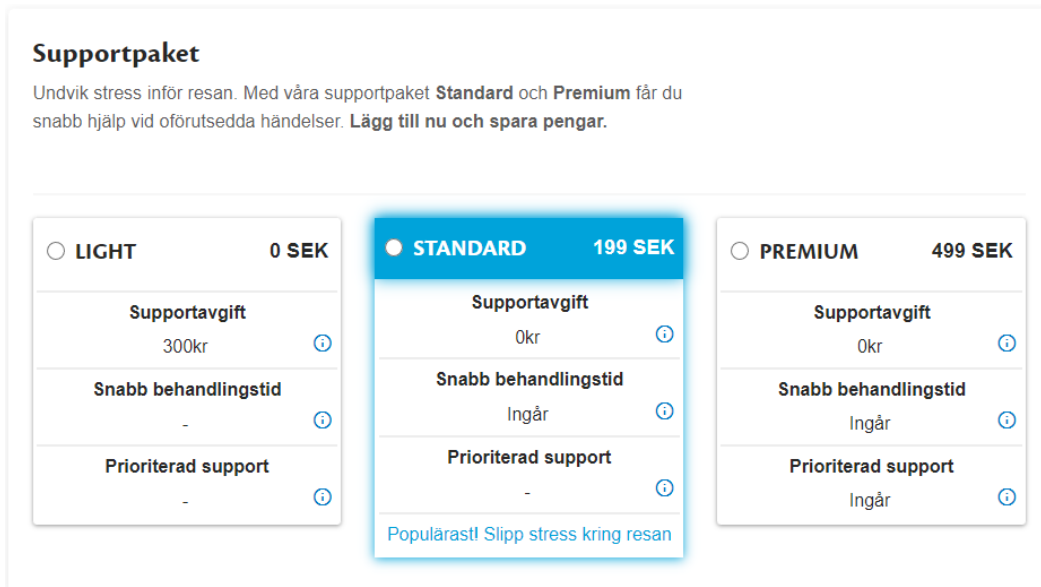 Supportpaket
Undvik stress inför resan. Med våra supportpaket Standard och Premium får du
snabb hjälp vid oförutsedda händelser. Lägg till nu och spara pengar.
LIGHT 0 SEK
Supportavgift
300kr
Snabb behandlingstid
-
Prioriterad support
-
STANDARD 199 SEK
Supportavgift
0kr
Snabb behandlingstid
Ingår
Prioriterad support
-
Populärast! Slipp stress kring resan
PREMIUM 499 SEK
Supportavgift
0kr
Snabb behandlingstid
Ingår
Prioriterad support
Ingår